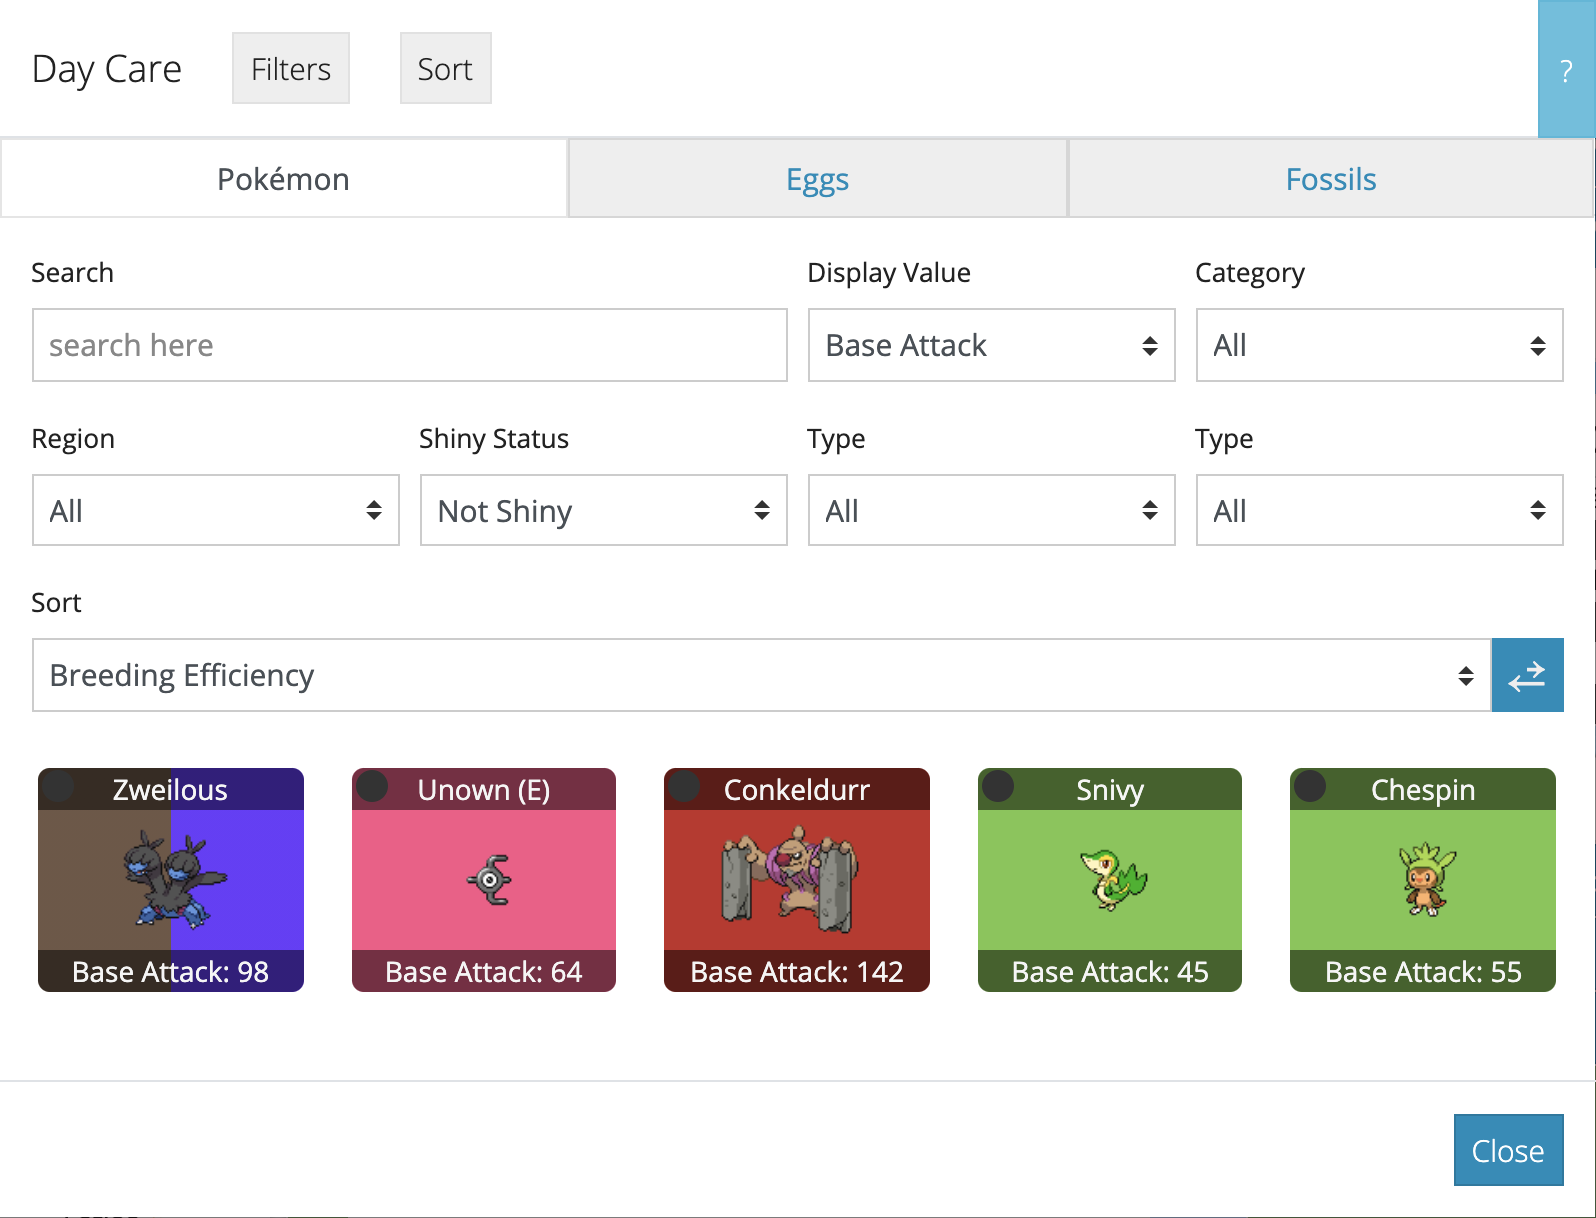 Day Care
Filters
Sort
?
Pokémon
Eggs
Fossils
Search
Display Value
Category
search here
Base Attack
All
Region
Shiny Status
Type
Type
All
Not Shiny
All
All
Sort
Breeding Efficiency
Zweilous
Unown (E)
Conkeldurr
Snivy
Chespin
Base Attack: 98
Base Attack: 64
Base Attack: 142
Base Attack: 45
Base Attack: 55
Close